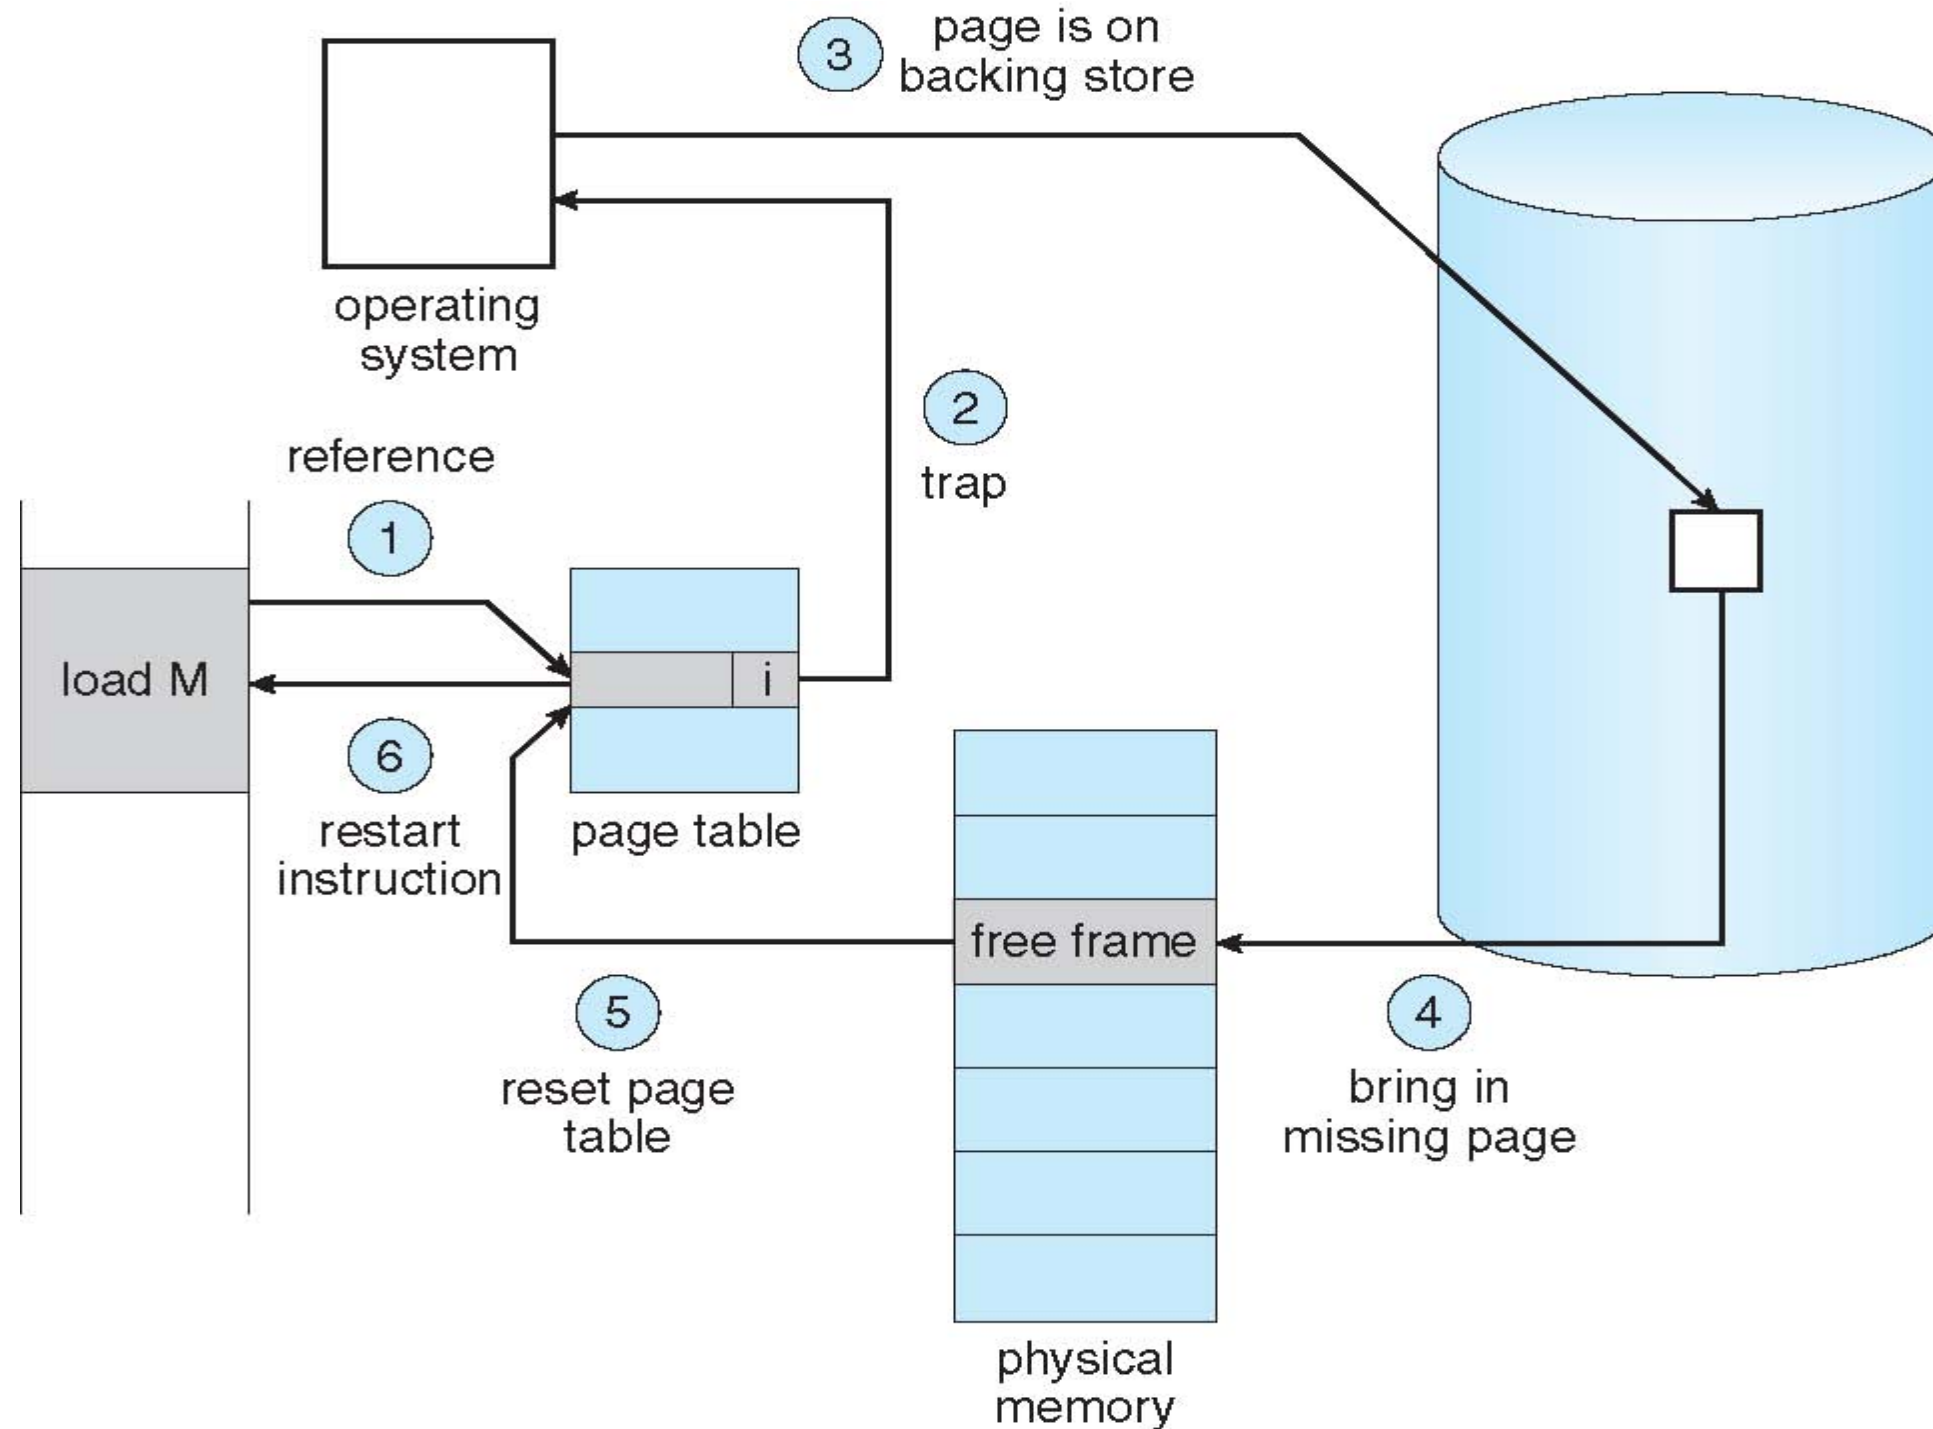 3
page is on
backing store
operating
system
2
trap
reference
1
load M
i
6
restart
instruction
page table
free frame
5
reset page
table
4
bring in
missing page
physical
memory